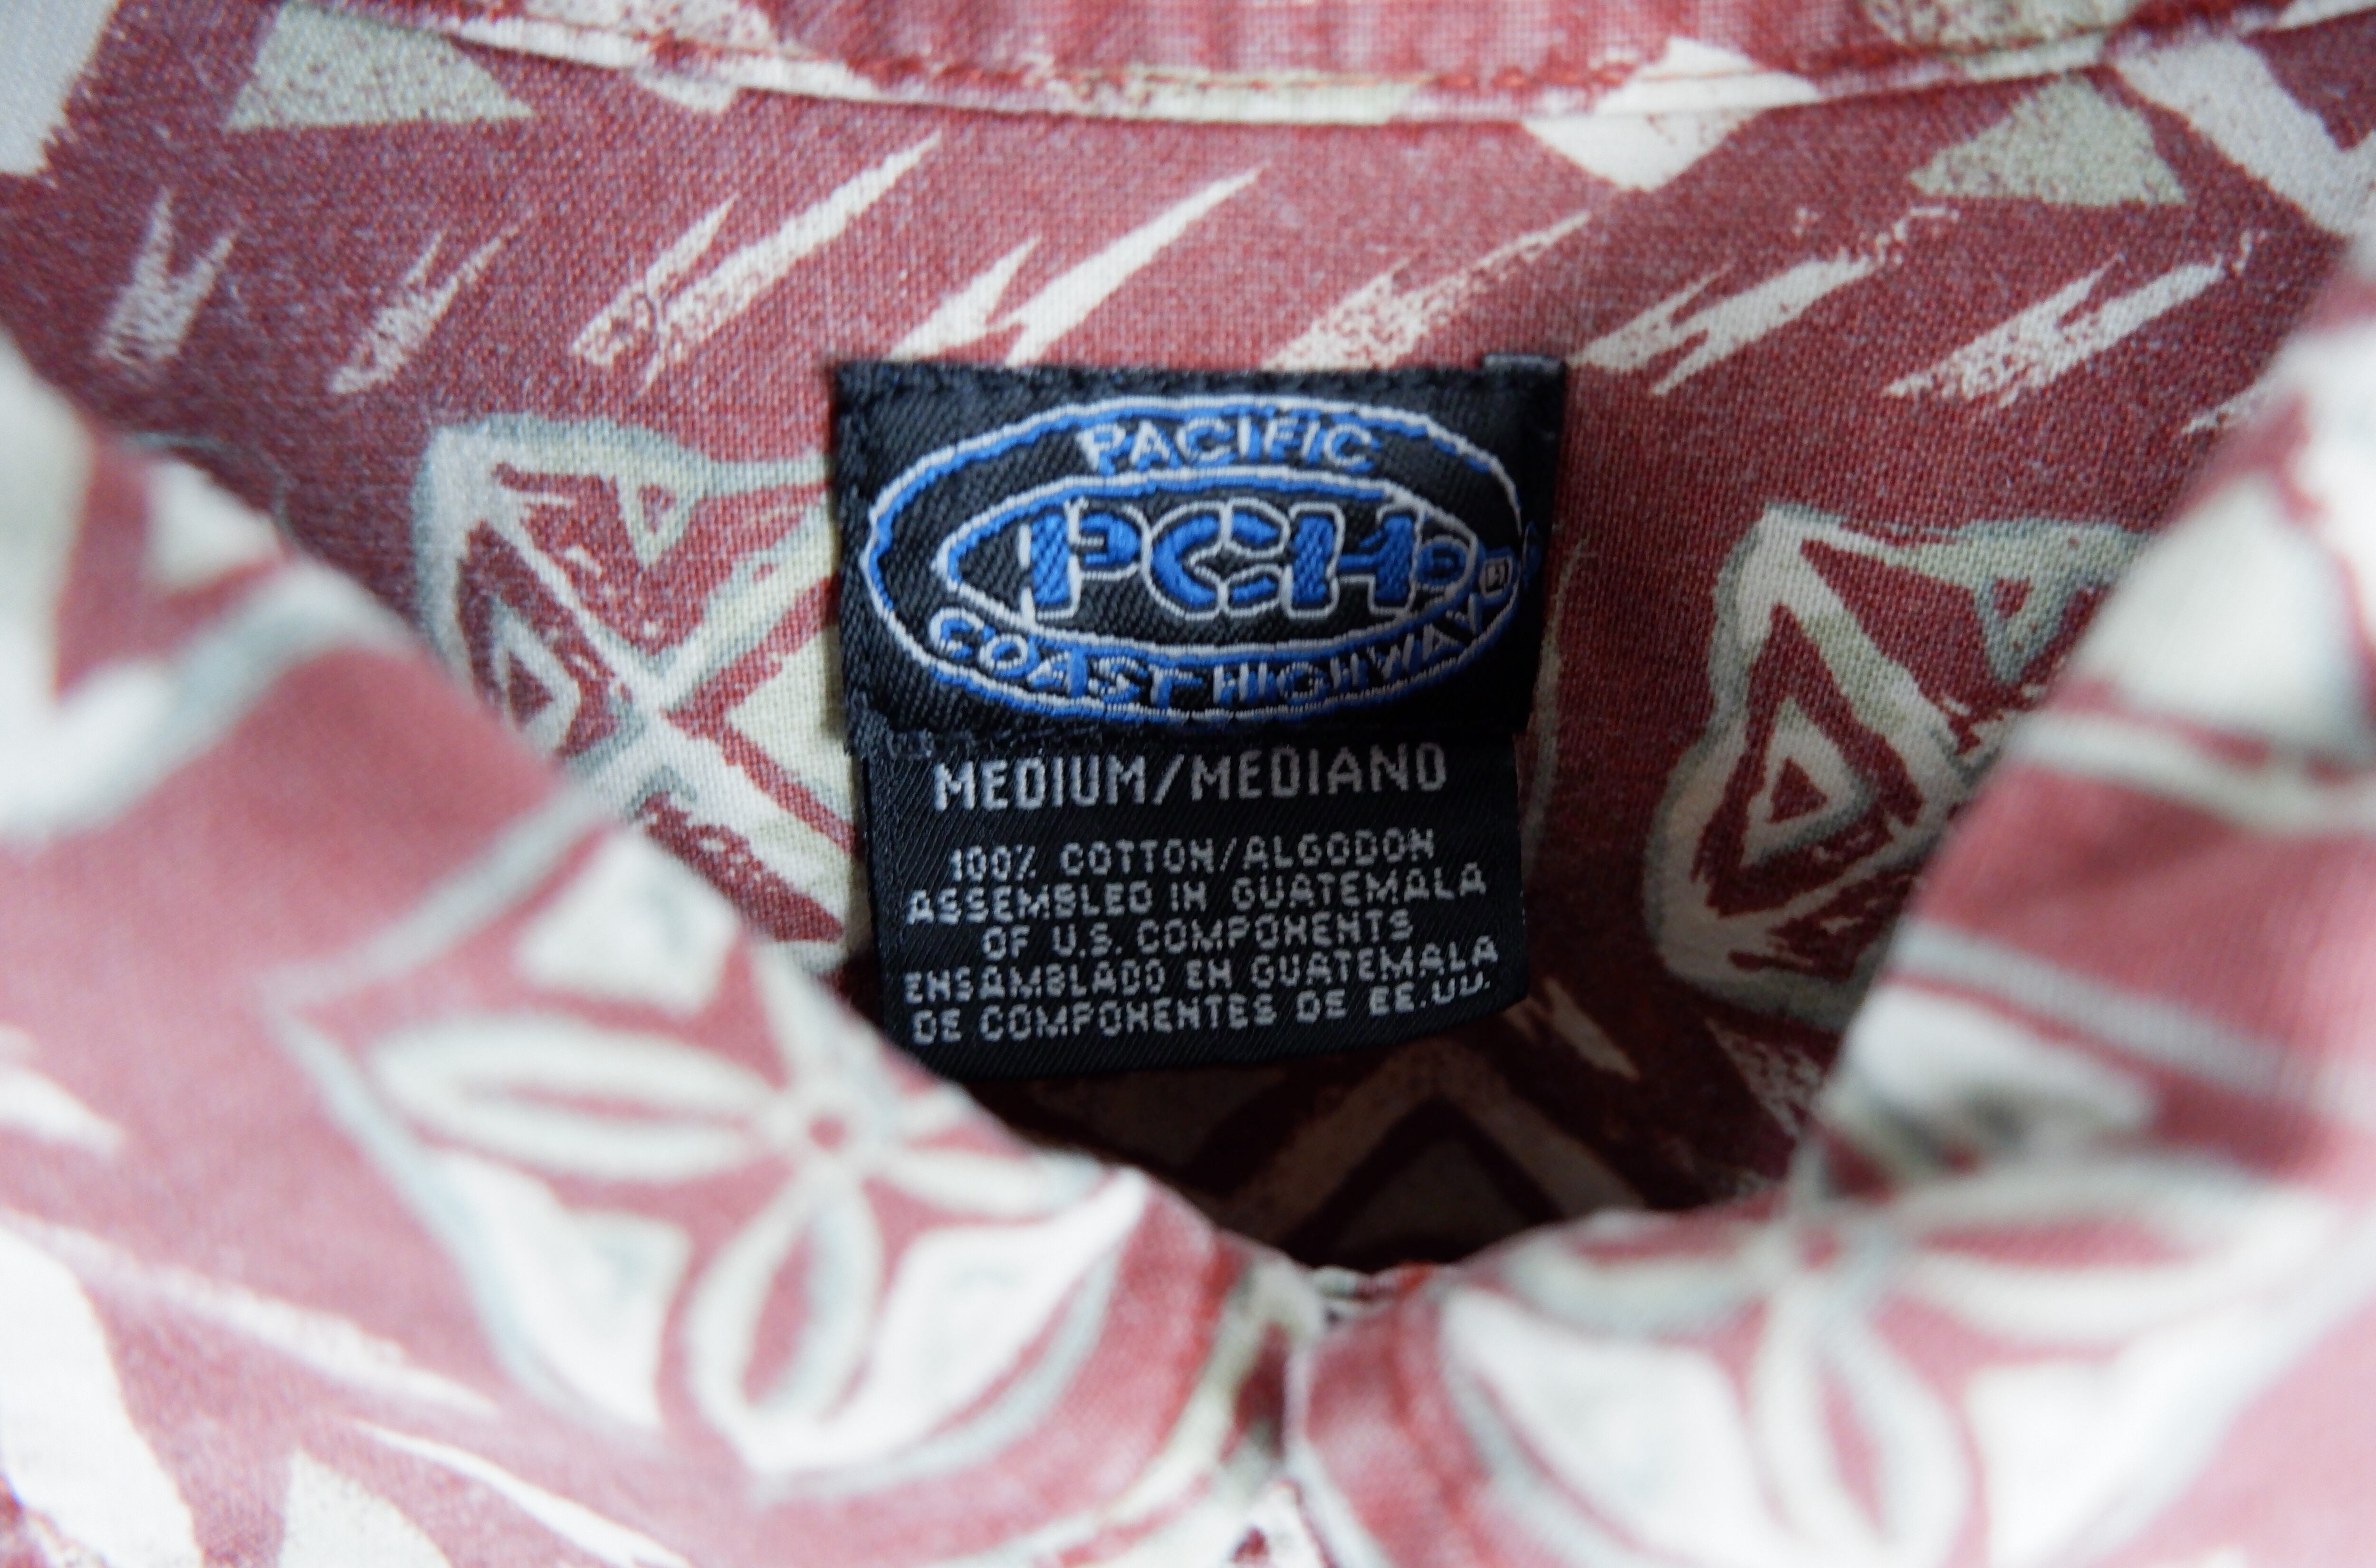 PACIFIC
PCH
COAST HIGHWAY®
MEDIUM/MEDIANO
100% COTTON/ALGODON
ASSEMBLED IN GUATEMALA
OF U.S. COMPONENTS
ENSAMBLADO EN GUATEMALA
DE COMPONENTES DE EE.UU.